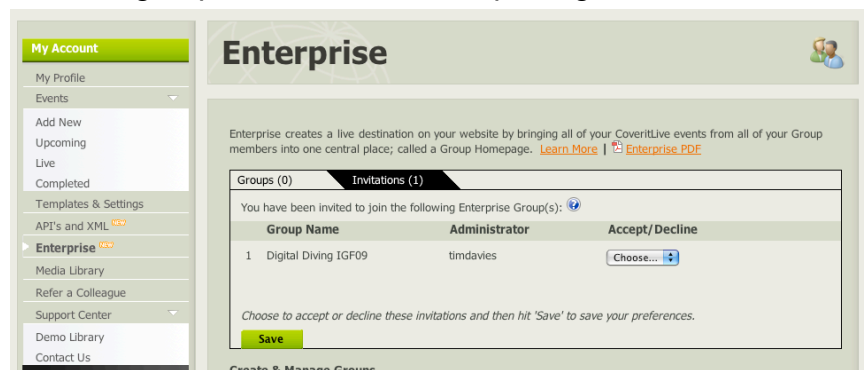 My Account
My Profile
Events
Add New
Upcoming
Live
Completed
Templates & Settings
API's and XML NEW
Enterprise NEW
Media Library
Refer a Colleague
Support Center
Demo Library
Contact Us
Enterprise
Enterprise creates a live destination on your website by bringing all of your CoveritLive events from all of your Group
members into one central place; called a Group Homepage. Learn More | Enterprise PDF
Groups (0) Invitations (1)
You have been invited to join the following Enterprise Group(s):
Group Name Administrator Accept/Decline
1 Digital Diving IGF09 timdavies Choose...
Choose to accept or decline these invitations and then hit 'Save' to save your preferences.
Save
Create & Manage Groups